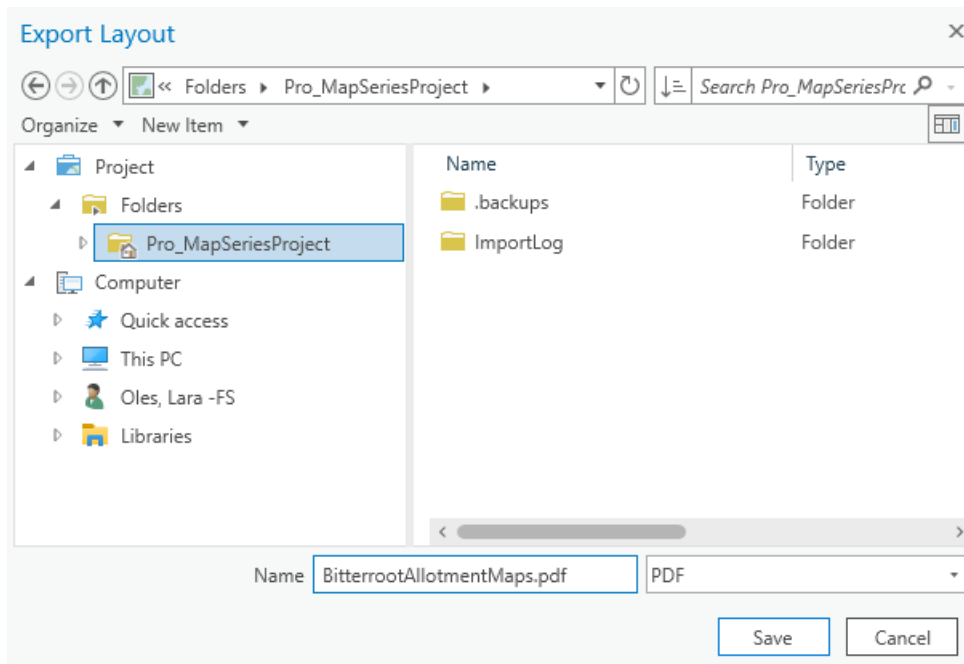 Export Layout
« Folders Pro_MapSeriesProject Search Pro_MapSeriesPrc
Organize New Item
Name Type
Project
Folders
Pro_MapSeriesProject
Computer
Quick access
This PC
Oles, Lara -FS
Libraries
.backups Folder
ImportLog Folder
Name BitterrootAllotmentMaps.pdf PDF
Save Cancel